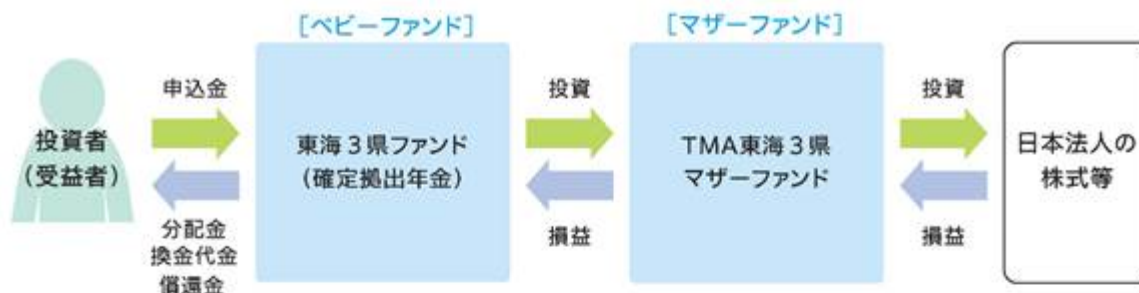 [ベビーファンド]
[マザーファンド]
投資者
(受益者)
申込金
分配金
換金代金
償還金
東海3県ファンド
(確定拠出年金)
投資
損益
TMA東海3県
マザーファンド
投資
損益
日本法人の
株式等